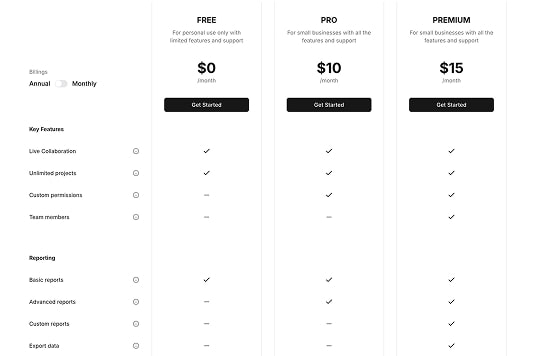 FREE
For personal use only with
limited features and support
$0
/month
Get Started
PRO
For small businesses with all the
features and support
$10
/month
Get Started
PREMIUM
For small businesses with all the
features and support
$15
/month
Get Started
Billings
Annual Monthly
Key Features
Live Collaboration
Unlimited projects
Custom permissions
Team members
Reporting
Basic reports
Advanced reports
Custom reports
Export data